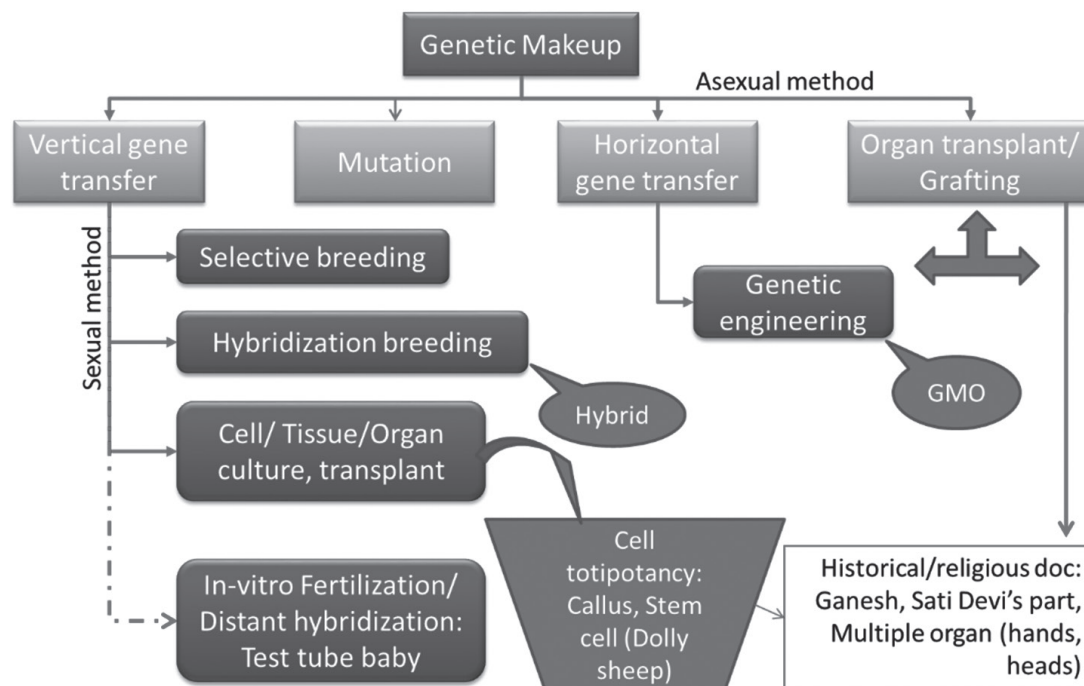 Genetic Makeup
Asexual method
Vertical gene
transfer
Mutation
Horizontal
gene transfer
Organ transplant/
Grafting
Sexual method
Selective breeding
Hybridization breeding
Hybrid
Cell/ Tissue/Organ
culture, transplant
In-vitro Fertilization/
Distant hybridization:
Test tube baby
Genetic
engineering
GMO
Cell
totipotancy:
Callus, Stem
cell (Dolly
sheep)
Historical/religious doc:
Ganesh, Sati Devi's part,
Multiple organ (hands,
heads)